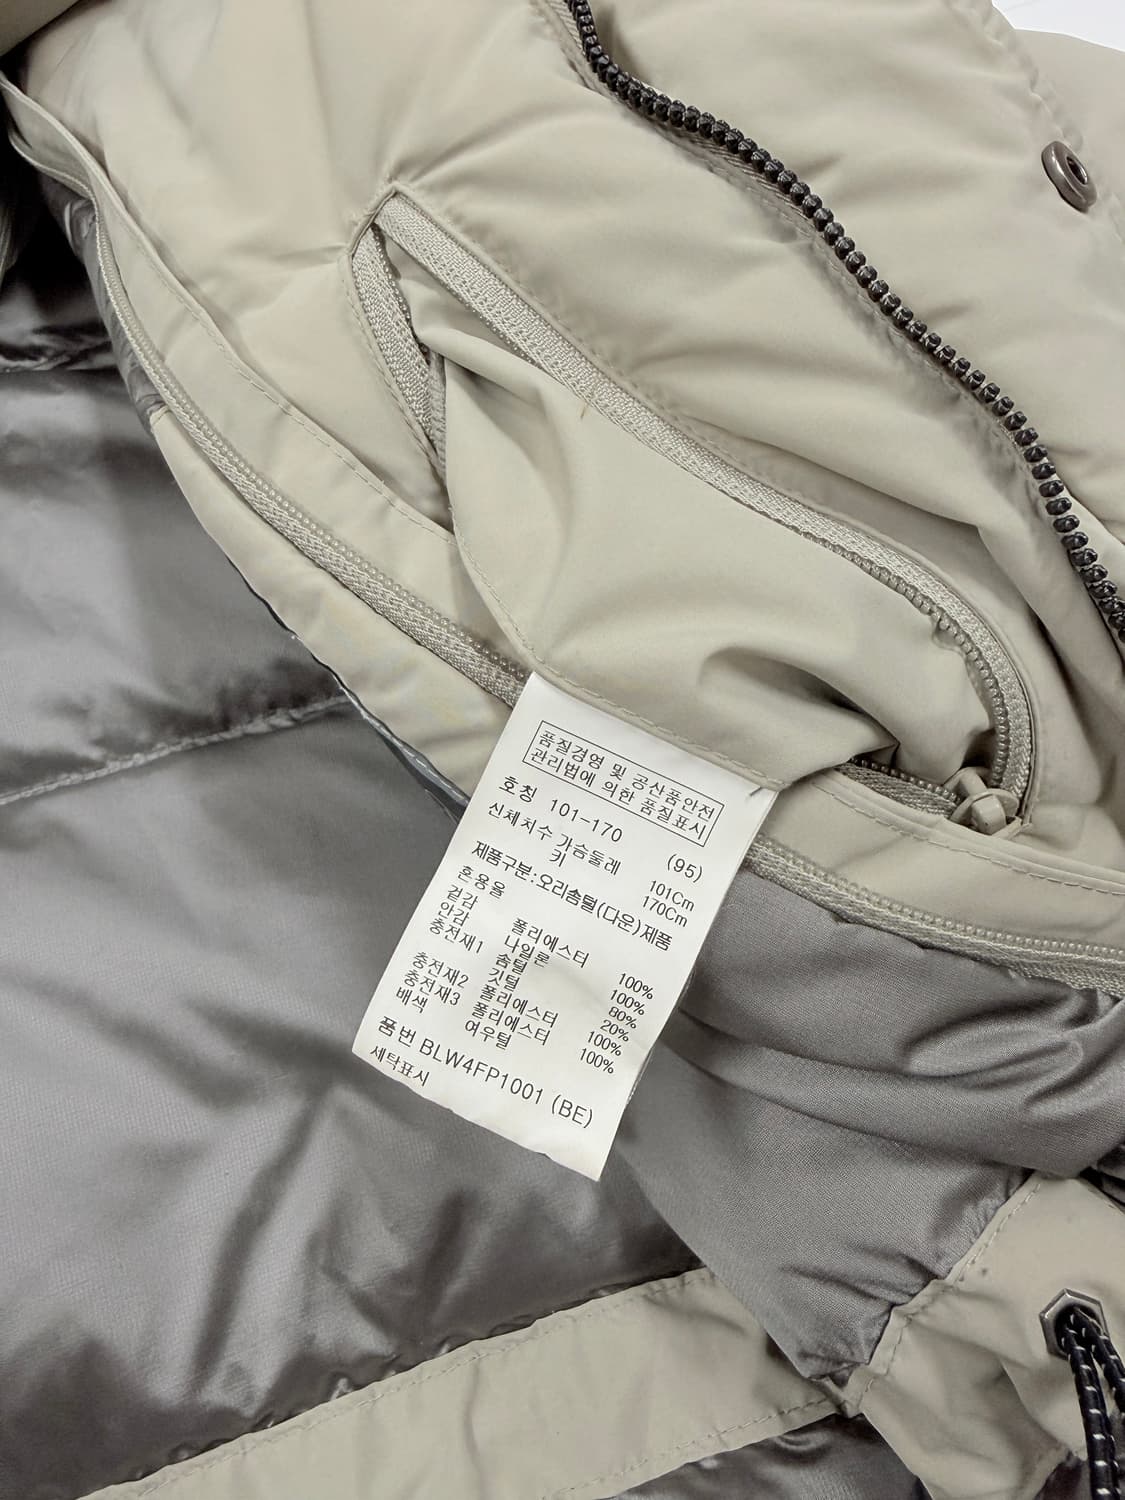 품질경영 및 공산품안전
관리법에 의한 품질표시
호칭 101-170 (95)
신체치수 가슴둘레 101Cm
키 170Cm
제품구분:오리솜털(다운)제품
혼용율
겉감 폴리에스터 100%
안감 나일론 100%
충전재1 솜털 80%
깃털 20%
충전재2 폴리에스터 100%
충전재3 폴리에스터 100%
배색 여우털
품번 BLW4FP1001 (BE)
세탁표시